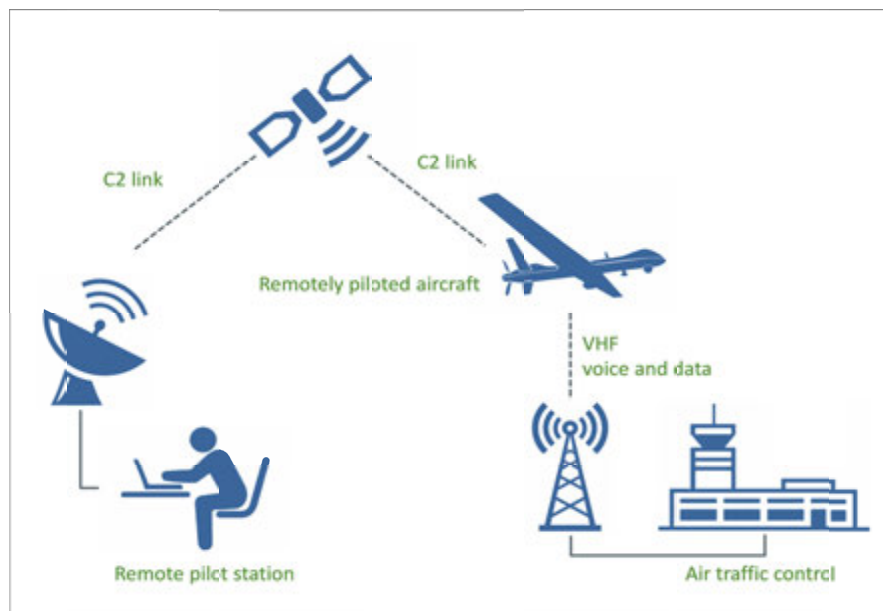 C2 link
C2 link
Remotely piloted aircraft
VHF
voice and data
Remote pilot station
Air traffic control